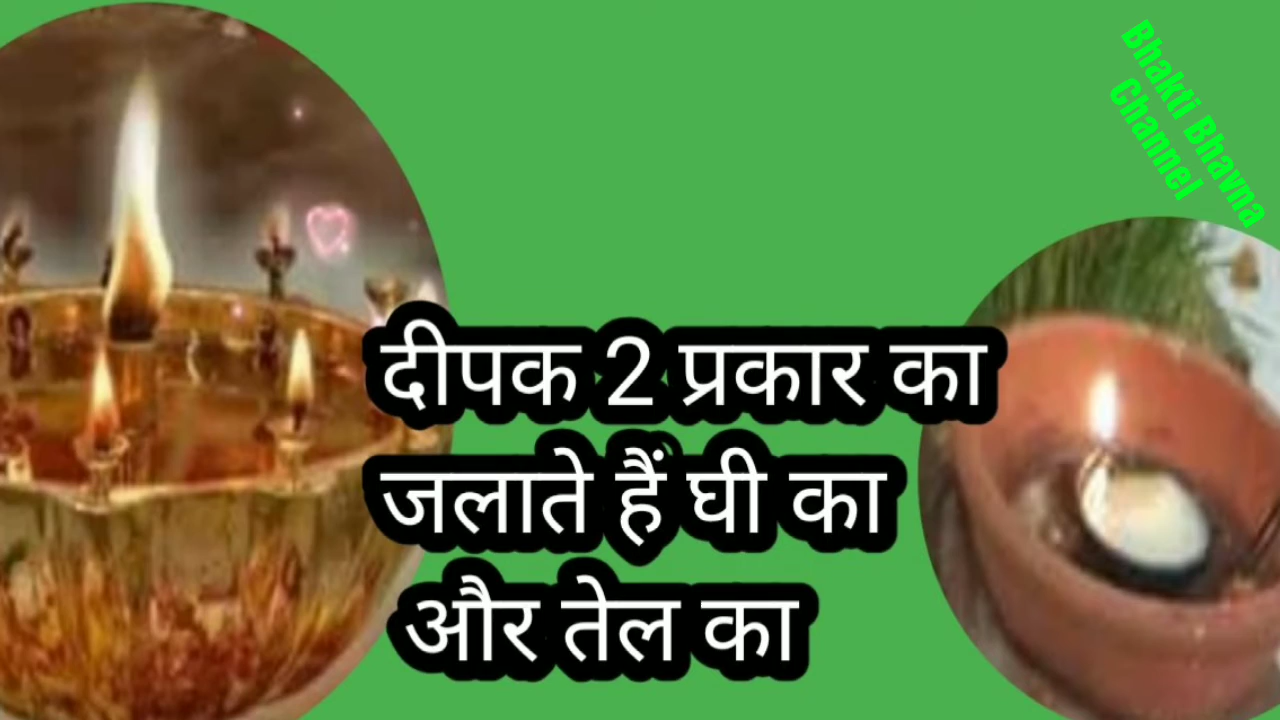 Bhakti Bhavna
Channel
दीपक 2 प्रकार का
जलाते हैं घी का
और तेल का